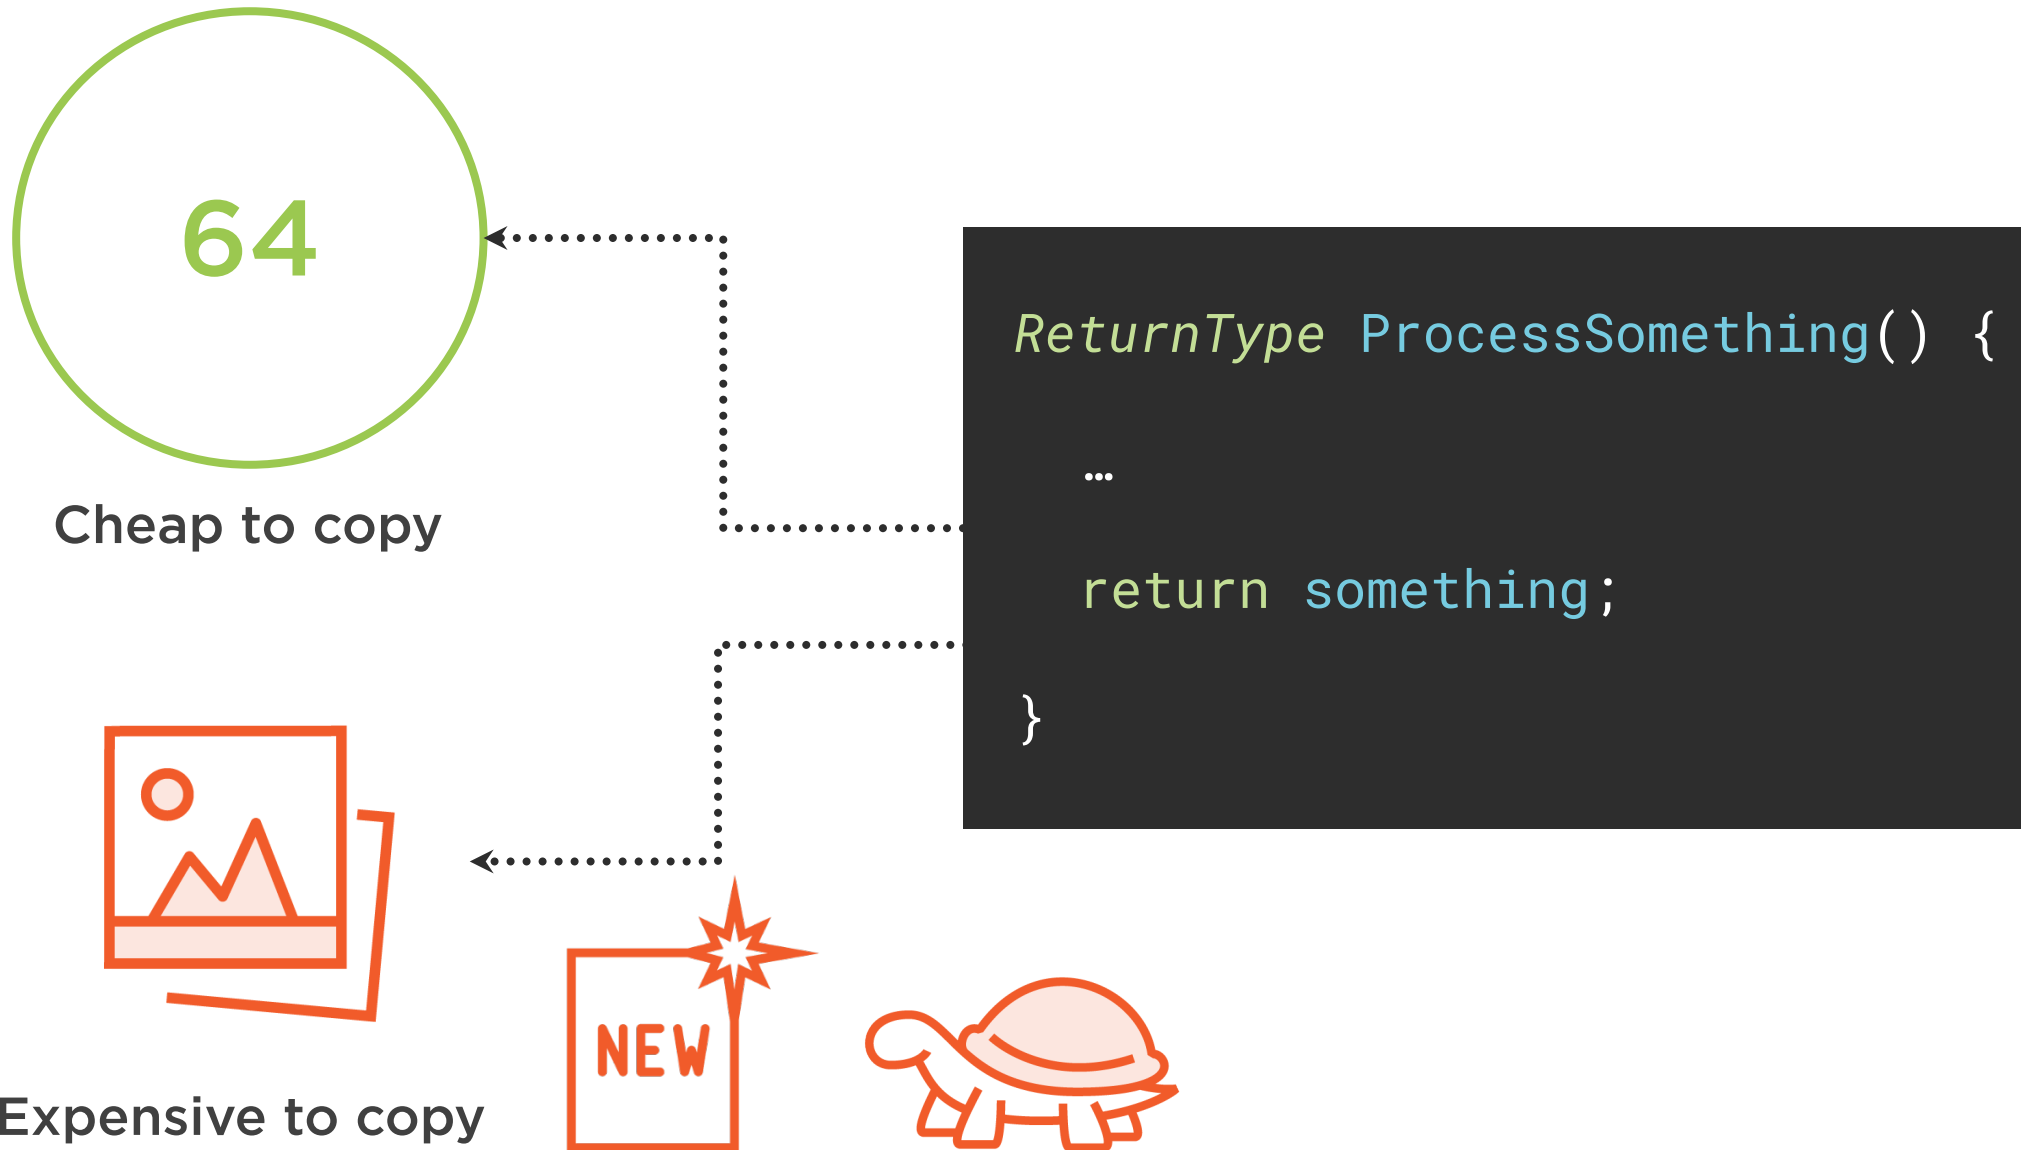 64
Cheap to copy
ReturnType ProcessSomething() {
…
return something;
}
Expensive to copy
NEW